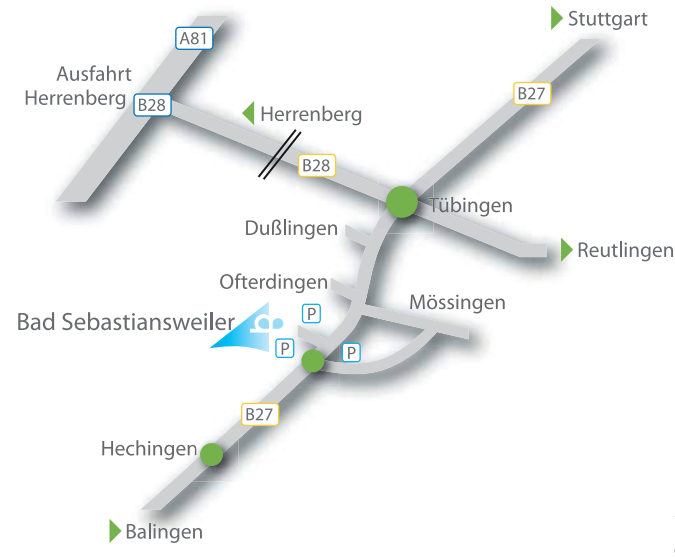 Stuttgart
A81
Ausfahrt
Herrenberg
B28
B27
Herrenberg
B28
Tübingen
Dußlingen
Reutlingen
Ofterdingen
Mössingen
P
Bad Sebastiansweiler
P
P
B27
Hechingen
Balingen